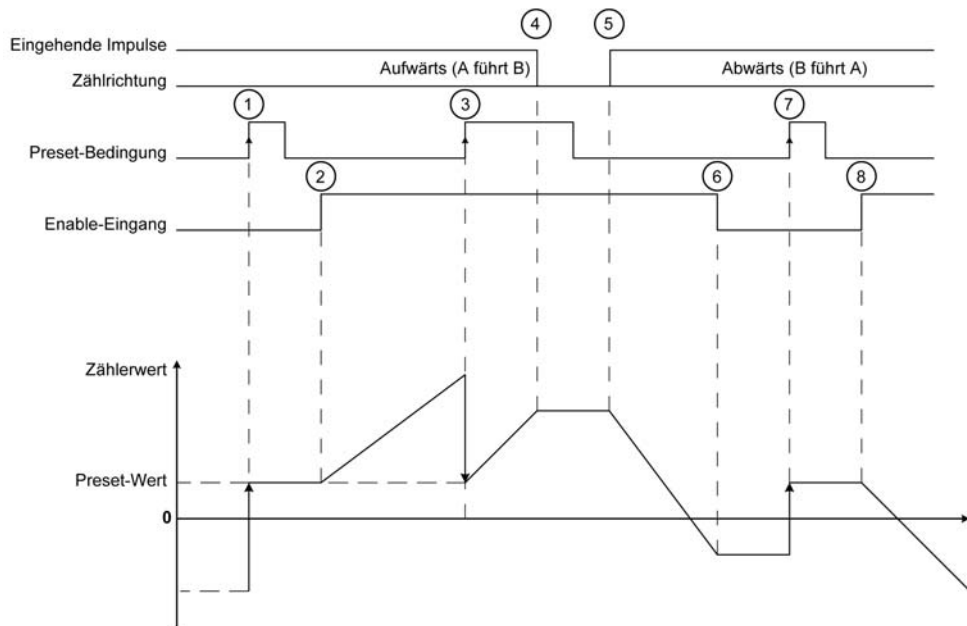 4 5
Eingehende Impulse
Aufwärts (A führt B) Abwärts (B führt A)
Zählrichtung
1 3 7
Preset-Bedingung
2 6 8
Enable-Eingang
Zählerwert
Preset-Wert
0